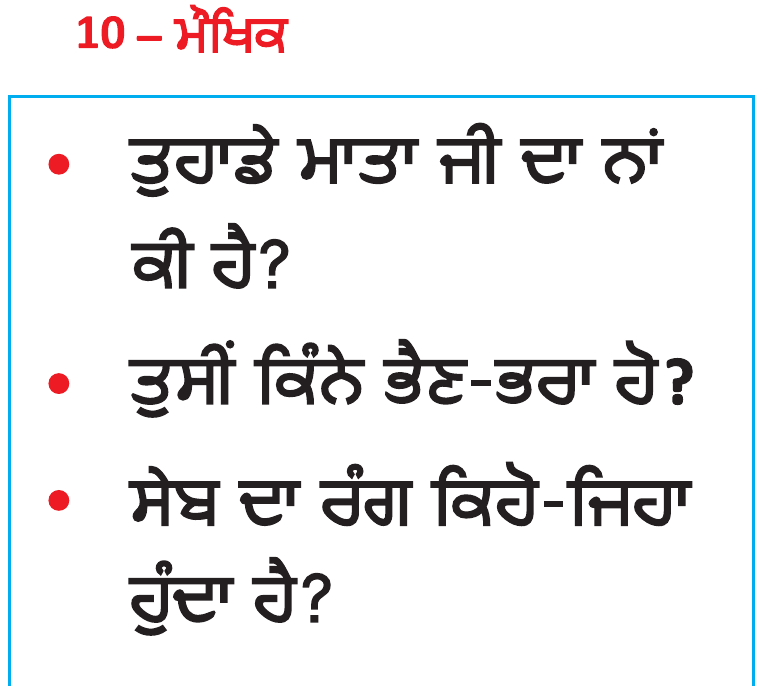 10 – ਮੌਖਿਕ
• ਤੁਹਾਡੇ ਮਾਤਾ ਜੀ ਦਾ ਨਾਂ
ਕੀ ਹੈ?
• ਤੁਸੀਂ ਕਿੰਨੇ ਭੈਣ-ਭਰਾ ਹੋ?
• ਸੇਬ ਦਾ ਰੰਗ ਕਿਹੋ-ਜਿਹਾ
ਹੁੰਦਾ ਹੈ?